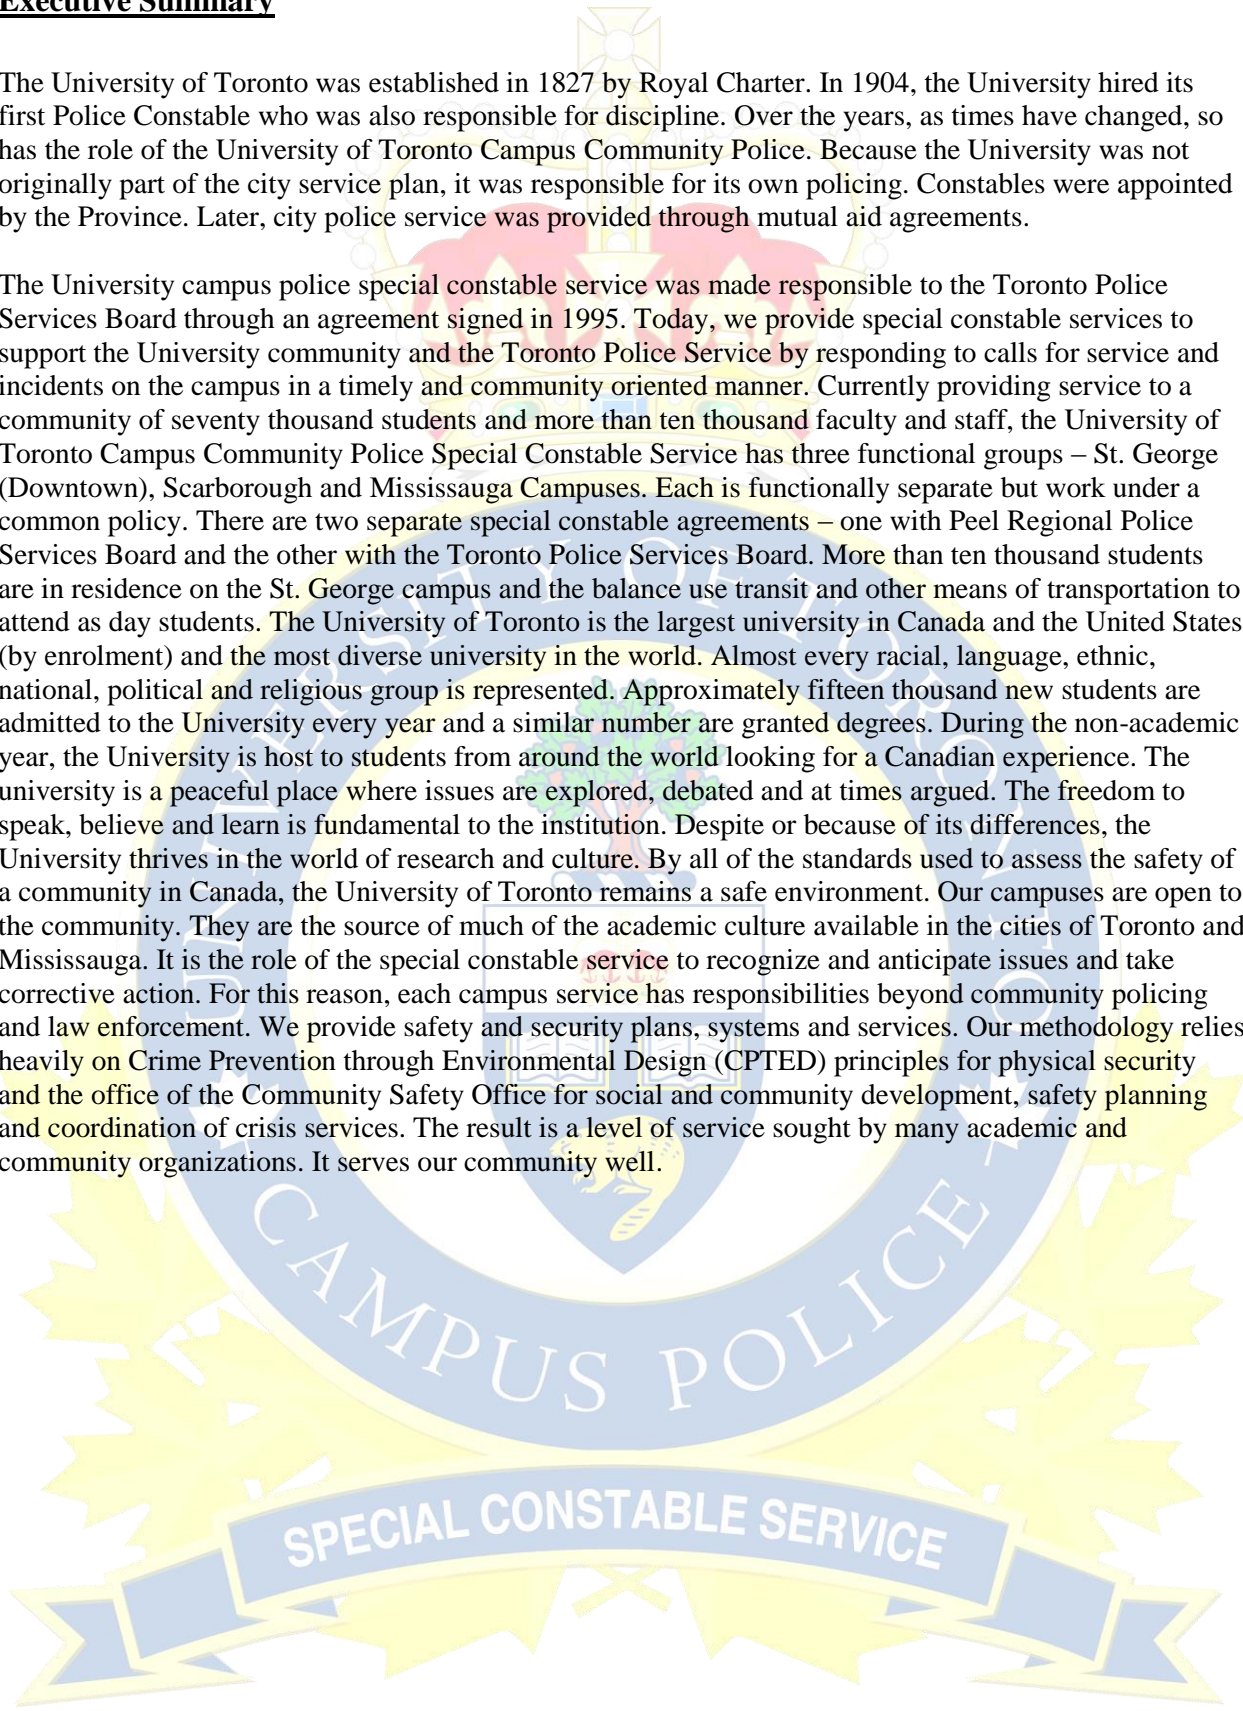 Executive Summary
The University of Toronto was established in 1827 by Royal Charter. In 1904, the University hired its
first Police Constable who was also responsible for discipline. Over the years, as times have changed, so
has the role of the University of Toronto Campus Community Police. Because the University was not
originally part of the city service plan, it was responsible for its own policing. Constables were appointed
by the Province. Later, city police service was provided through mutual aid agreements.
The University campus police special constable service was made responsible to the Toronto Police
Services Board through an agreement signed in 1995. Today, we provide special constable services to
support the University community and the Toronto Police Service by responding to calls for service and
incidents on the campus in a timely and community oriented manner. Currently providing service to a
community of seventy thousand students and more than ten thousand faculty and staff, the University of
Toronto Campus Community Police Special Constable Service has three functional groups – St. George
(Downtown), Scarborough and Mississauga Campuses. Each is functionally separate but work under a
common policy. There are two separate special constable agreements – one with Peel Regional Police
Services Board and the other with the Toronto Police Services Board. More than ten thousand students
are in residence on the St. George campus and the balance use transit and other means of transportation to
attend as day students. The University of Toronto is the largest university in Canada and the United States
(by enrolment) and the most diverse university in the world. Almost every racial, language, ethnic,
national, political and religious group is represented. Approximately fifteen thousand new students are
admitted to the University every year and a similar number are granted degrees. During the non-academic
year, the University is host to students from around the world looking for a Canadian experience. The
university is a peaceful place where issues are explored, debated and at times argued. The freedom to
speak, believe and learn is fundamental to the institution. Despite or because of its differences, the
University thrives in the world of research and culture. By all of the standards used to assess the safety of
a community in Canada, the University of Toronto remains a safe environment. Our campuses are open to
the community. They are the source of much of the academic culture available in the cities of Toronto and
Mississauga. It is the role of the special constable service to recognize and anticipate issues and take
corrective action. For this reason, each campus service has responsibilities beyond community policing
and law enforcement. We provide safety and security plans, systems and services. Our methodology relies
heavily on Crime Prevention through Environmental Design (CPTED) principles for physical security
and the office of the Community Safety Office for social and community development, safety planning
and coordination of crisis services. The result is a level of service sought by many academic and
community organizations. It serves our community well.
UNIVERSITY OF TORONTO
CAMPUS POLICE
SPECIAL CONSTABLE SERVICE